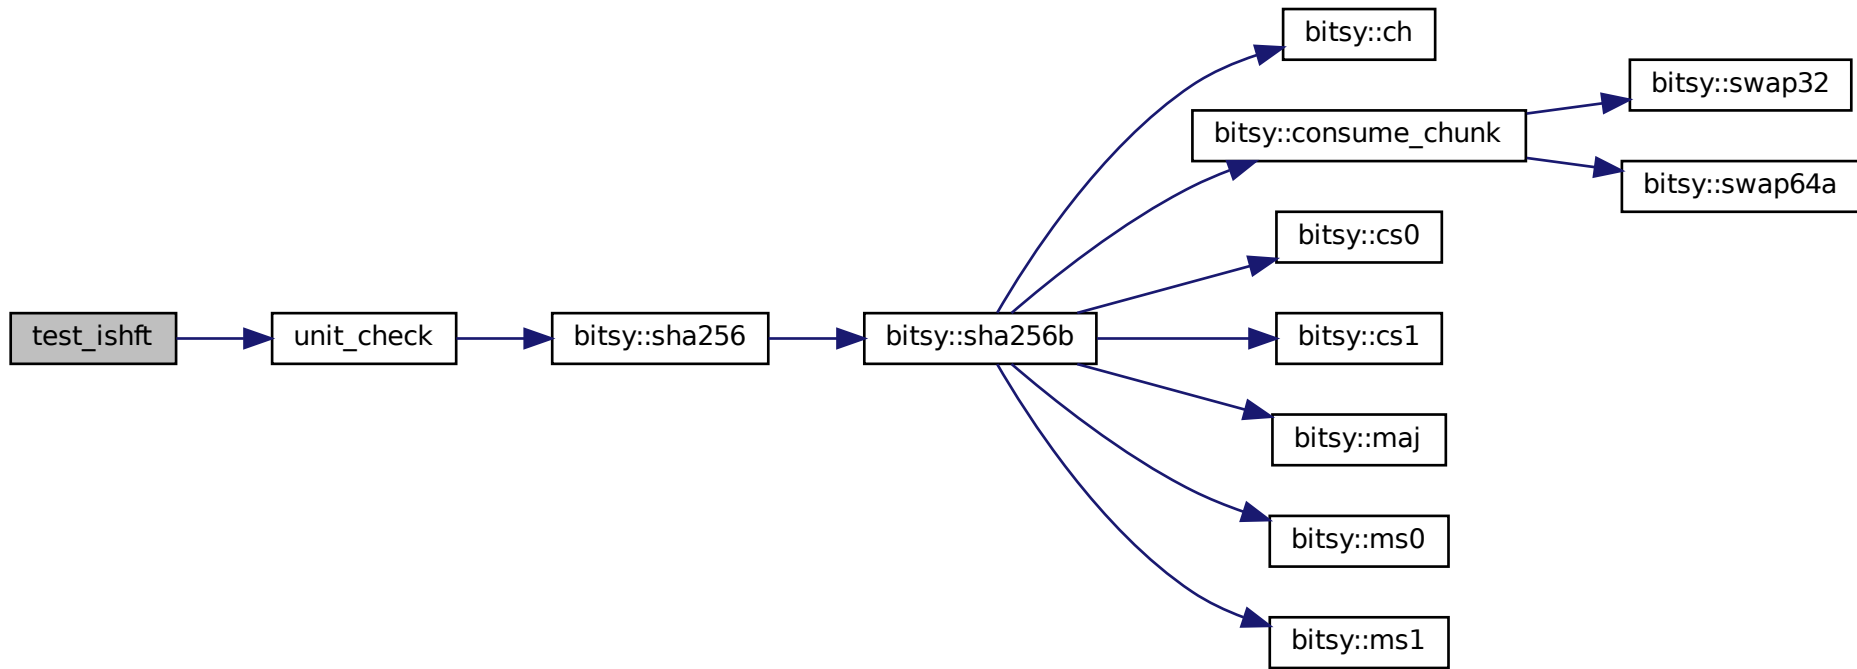 test_ishft
unit_check
bitsy::sha256
bitsy::sha256b
bitsy::ch
bitsy::consume_chunk
bitsy::cs0
bitsy::cs1
bitsy::maj
bitsy::ms0
bitsy::ms1
bitsy::swap32
bitsy::swap64a